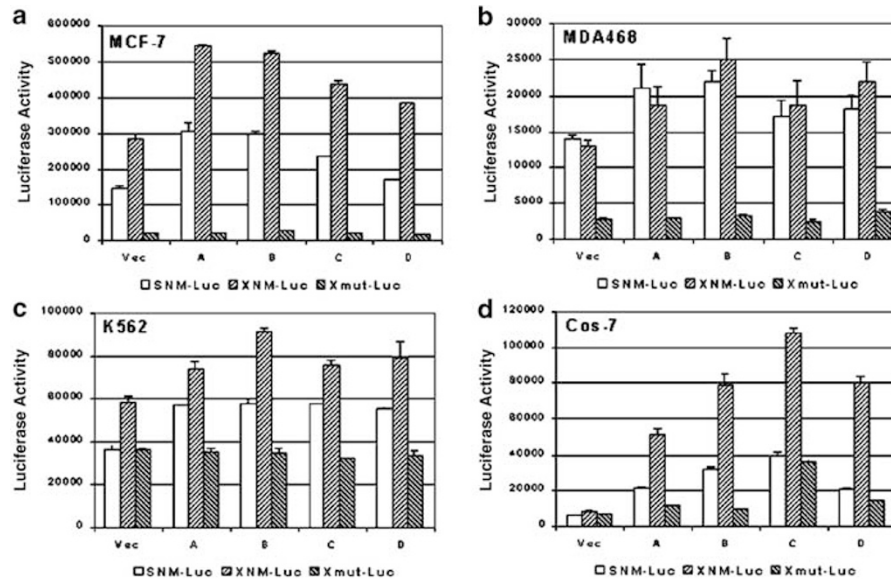 a
MCF-7
Luciferase Activity
600000
500000
400000
300000
200000
100000
0
Vec A B C D
SNM-Luc XNM-Luc Xmut-Luc
b
MDA468
Luciferase Activity
30000
25000
20000
15000
10000
5000
0
Vec A B C D
SNM-Luc XNM-Luc Xmut-Luc
c
K562
Luciferase Activity
100000
80000
60000
40000
20000
0
Vec A B C D
SNM-Luc XNM-Luc Xmut-Luc
d
Cos-7
Luciferase Activity
120000
100000
80000
60000
40000
20000
0
Vec A B C D
SNM-Luc XNM-Luc Xmut-Luc